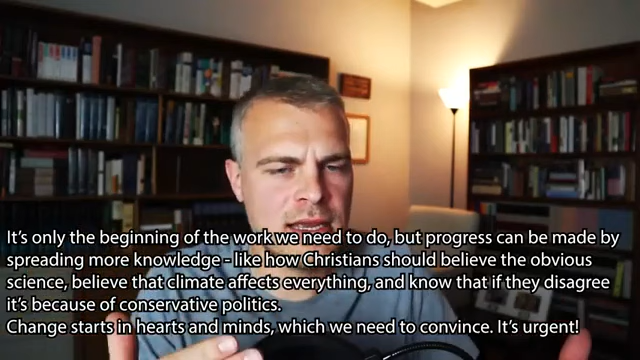 It's only the beginning of the work we need to do, but progress can be made by
spreading more knowledge - like how Christians should believe the obvious
science, believe that climate affects everything, and know that if they disagree
it's because of conservative politics.
Change starts in hearts and minds, which we need to convince. It's urgent!